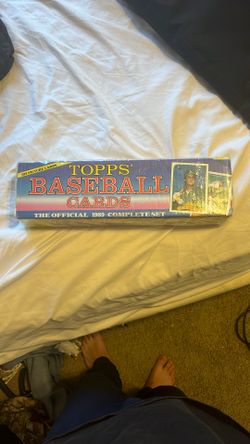 TOPPS
BASEBALL
CARDS
THE OFFICIAL 1989 COMPLETE SET